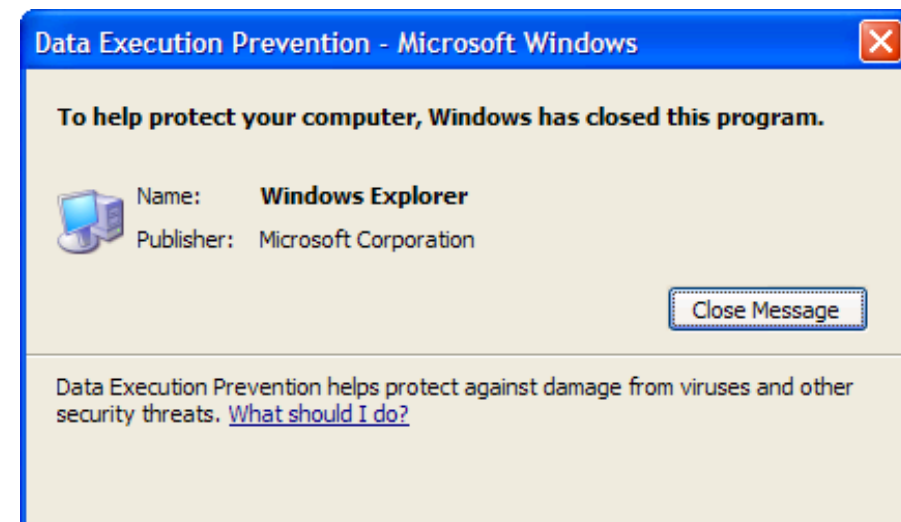 Data Execution Prevention - Microsoft Windows
To help protect your computer, Windows has closed this program.
Name: Windows Explorer
Publisher: Microsoft Corporation
Close Message
Data Execution Prevention helps protect against damage from viruses and other
security threats. What should I do?